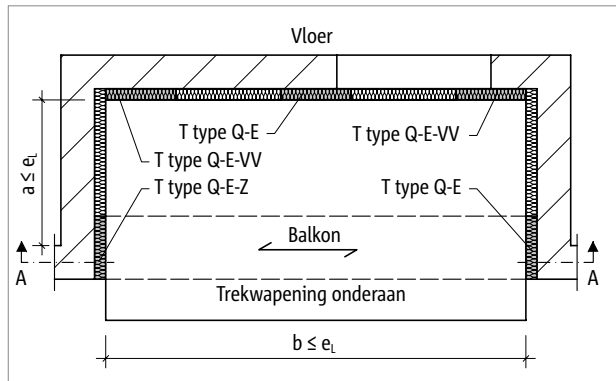 Vloer
T type Q-E
T type Q-E-VV
T type Q-E-VV
T type Q-E-Z
T type Q-E
a ≤ eL
Balkon
A
A
Trekwapening onderaan
b ≤ eL